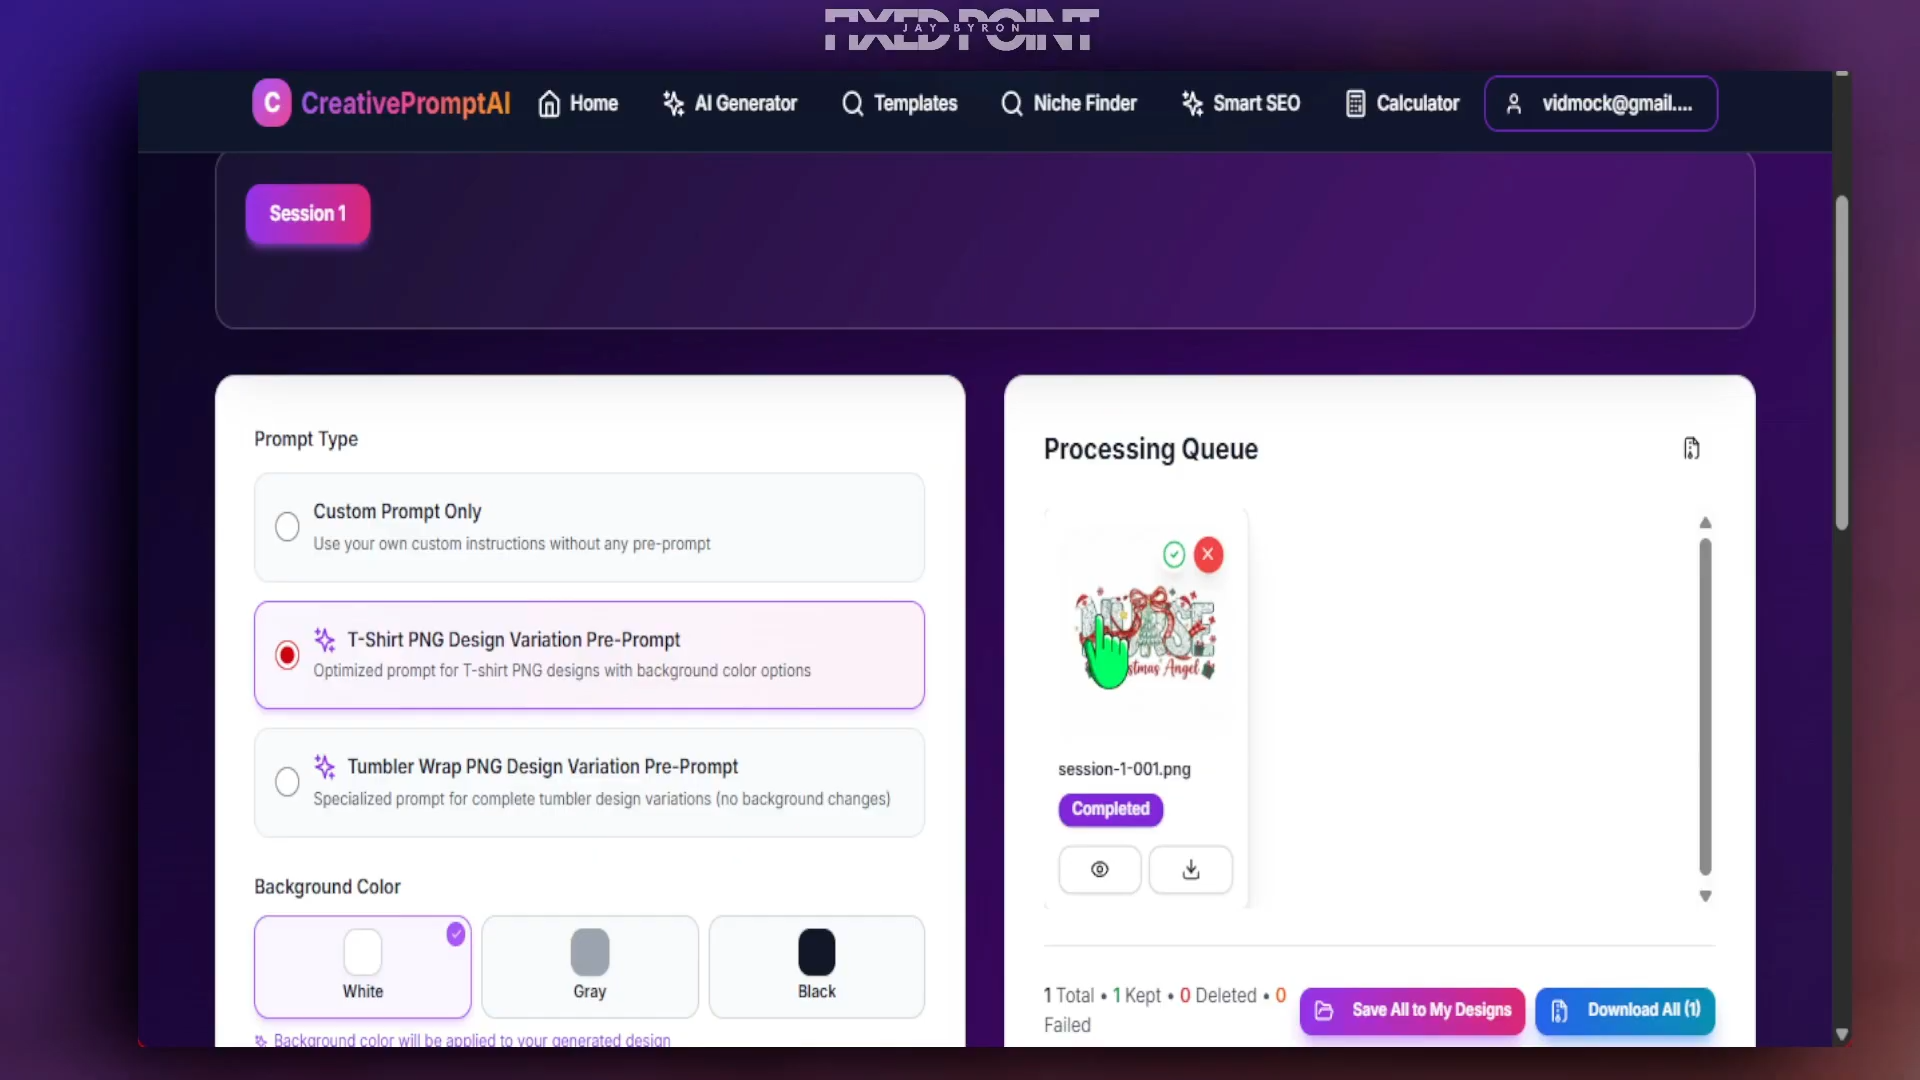 FIXED POINT
JAY BYRON
C CreativePromptAI Home AI Generator Templates Niche Finder Smart SEO Calculator vidmock@gmail....
Session 1
Prompt Type
Custom Prompt Only
Use your own custom instructions without any pre-prompt
T-Shirt PNG Design Variation Pre-Prompt
Optimized prompt for T-shirt PNG designs with background color options
Tumbler Wrap PNG Design Variation Pre-Prompt
Specialized prompt for complete tumbler design variations (no background changes)
Background Color
White
Gray
Black
Background color will be applied to your generated design
Processing Queue
NURSE
stmas Angel
session-1-001.png
Completed
1 Total • 1 Kept • 0 Deleted • 0
Failed
Save All to My Designs
Download All (1)